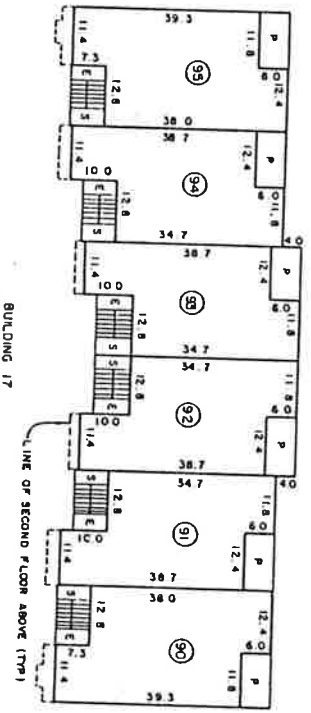 39.3
11.4
7.3
E
S
12.8
95
P
11.8
6.0
12.4
38.0
38.7
11.4
10.0
E
S
12.8
94
P
12.4
6.0
11.8
34.7
4.0
38.7
11.4
10.0
E
S
12.8
93
P
12.4
6.0
11.8
34.7
34.7
S
E
12.8
10.0
11.4
92
11.8
6.0
P
12.4
38.7
4.0
34.7
S
E
12.8
10.0
11.4
91
11.8
6.0
P
12.4
38.7
38.0
S
E
12.8
7.3
11.4
90
12.4
6.0
P
11.8
39.3
BUILDING 17
LINE OF SECOND FLOOR ABOVE (TYP)